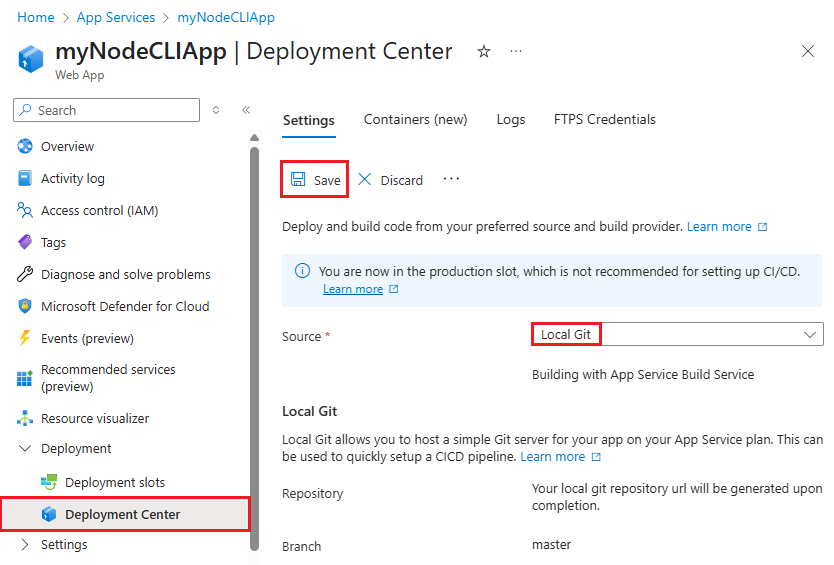 Home > App Services > myNodeCLIApp
myNodeCLIApp | Deployment Center
Web App
Search
Overview
Activity log
Access control (IAM)
Tags
Diagnose and solve problems
Microsoft Defender for Cloud
Events (preview)
Recommended services
(preview)
Resource visualizer
Deployment
Deployment slots
Deployment Center
Settings
Settings Containers (new) Logs FTPS Credentials
Save Discard
Deploy and build code from your preferred source and build provider. Learn more
You are now in the production slot, which is not recommended for setting up CI/CD.
Learn more
Source * Local Git
Building with App Service Build Service
Local Git
Local Git allows you to host a simple Git server for your app on your App Service plan. This can
be used to quickly setup a CICD pipeline. Learn more
Repository Your local git repository url will be generated upon
completion.
Branch master